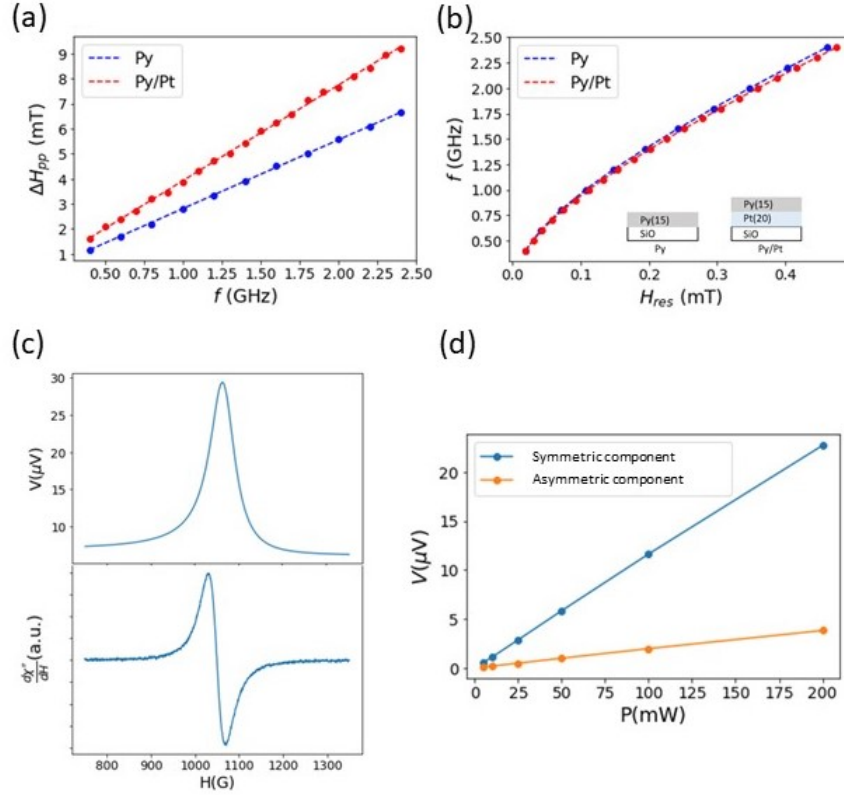 (a)
Py
Py/Pt
ΔHpp (mT)
9
8
7
6
5
4
3
2
1
0.50 0.75 1.00 1.25 1.50 1.75 2.00 2.25 2.50
f (GHz)
(b)
Py
Py/Pt
f (GHz)
2.50
2.25
2.00
1.75
1.50
1.25
1.00
0.75
0.50
Py(15)
SiO
Py
Py(15)
Pt(20)
SiO
Py/Pt
0.0 0.1 0.2 0.3 0.4
Hres (mT)
(c)
V(μV)
30
25
20
15
10
dχ″/dH(a.u.)
800 900 1000 1100 1200 1300
H(G)
(d)
Symmetric component
Asymmetric component
V(μV)
20
15
10
5
0
0 25 50 75 100 125 150 175 200
P(mW)